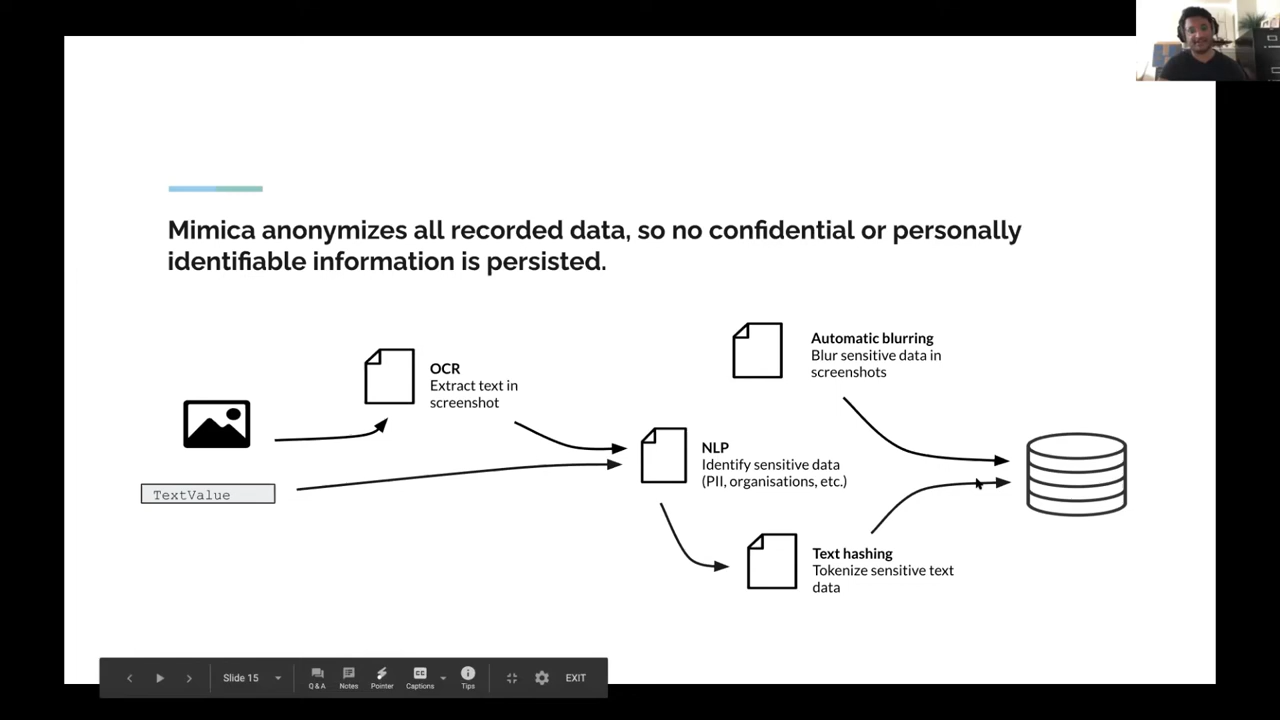 Mimica anonymizes all recorded data, so no confidential or personally
identifiable information is persisted.
OCR
Extract text in
screenshot
TextValue
NLP
Identify sensitive data
(PII, organisations, etc.)
Automatic blurring
Blur sensitive data in
screenshots
Text hashing
Tokenize sensitive text
data
Slide 15
Q & A
Notes
Pointer
Captions
Tips
EXIT